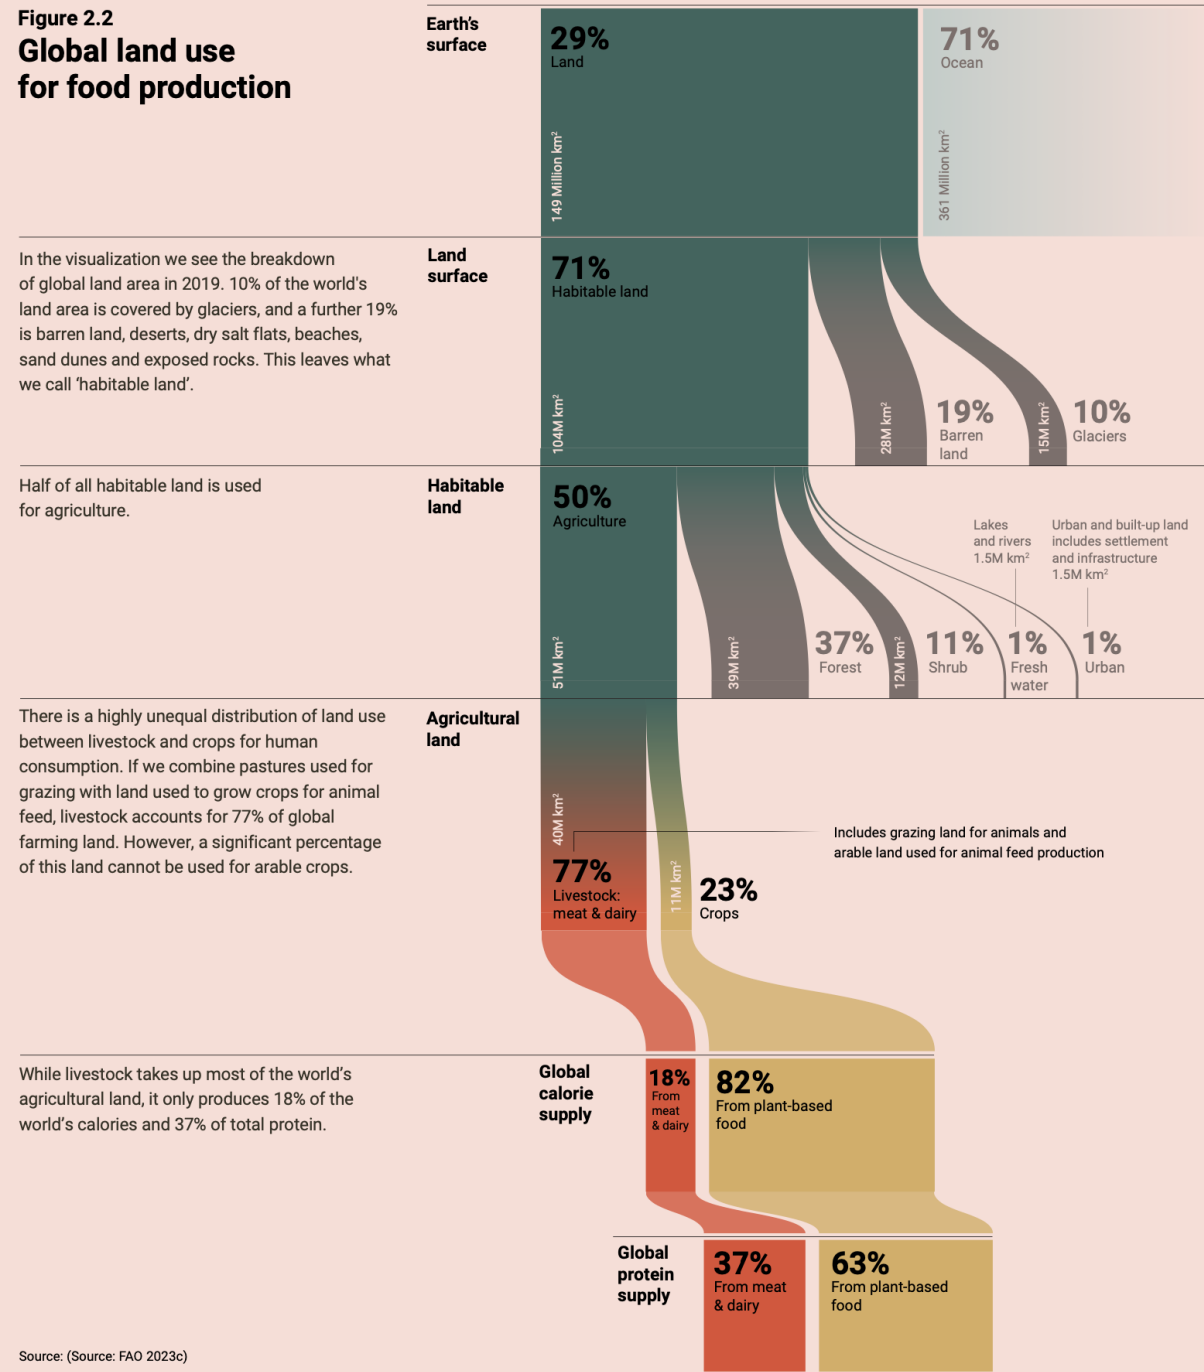 Figure 2.2
Global land use
for food production
Earth's
surface
29%
Land
149 Million km²
71%
Ocean
361 Million km²
In the visualization we see the breakdown
of global land area in 2019. 10% of the world's
land area is covered by glaciers, and a further 19%
is barren land, deserts, dry salt flats, beaches,
sand dunes and exposed rocks. This leaves what
we call ‘habitable land’.
Land
surface
71%
Habitable land
104M km²
28M km²
19%
Barren
land
15M km²
10%
Glaciers
Half of all habitable land is used
for agriculture.
Habitable
land
50%
Agriculture
51M km²
39M km²
37%
Forest
12M km²
11%
Shrub
Lakes
and rivers
1.5M km²
1%
Fresh
water
Urban and built-up land
includes settlement
and infrastructure
1.5M km²
1%
Urban
There is a highly unequal distribution of land use
between livestock and crops for human
consumption. If we combine pastures used for
grazing with land used to grow crops for animal
feed, livestock accounts for 77% of global
farming land. However, a significant percentage
of this land cannot be used for arable crops.
Agricultural
land
40M km²
77%
Livestock:
meat & dairy
11M km²
23%
Crops
Includes grazing land for animals and
arable land used for animal feed production
While livestock takes up most of the world’s
agricultural land, it only produces 18% of the
world’s calories and 37% of total protein.
Global
calorie
supply
18%
From
meat
& dairy
82%
From plant-based
food
Global
protein
supply
37%
From meat
& dairy
63%
From plant-based
food
Source: (Source: FAO 2023c)